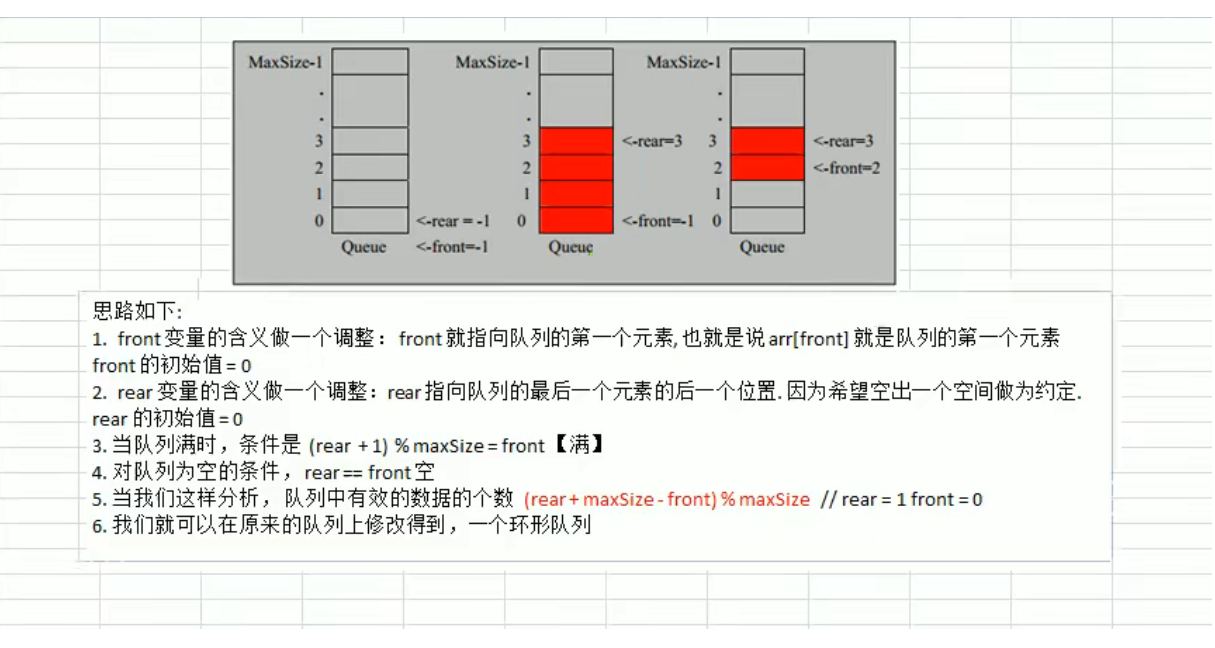 MaxSize-1 MaxSize-1 MaxSize-1
. . .
. . .
3 3 <-rear=3 3 <-rear=3
2 2 2 <-front=2
1 1 1
0 <-rear = -1 0 <-front=-1 0
Queue <-front=-1 Queue Queue
思路如下:
1. front 变量的含义做一个调整： front 就指向队列的第一个元素, 也就是说 arr[front] 就是队列的第一个元素
front 的初始值 = 0
2. rear 变量的含义做一个调整：rear 指向队列的最后一个元素的后一个位置. 因为希望空出一个空间做为约定.
rear 的初始值 = 0
3. 当队列满时，条件是 (rear + 1) % maxSize = front 【满】
4. 对队列为空的条件，rear == front 空
5. 当我们这样分析，队列中有效的数据的个数 (rear + maxSize - front) % maxSize // rear = 1 front = 0
6. 我们就可以在原来的队列上修改得到，一个环形队列